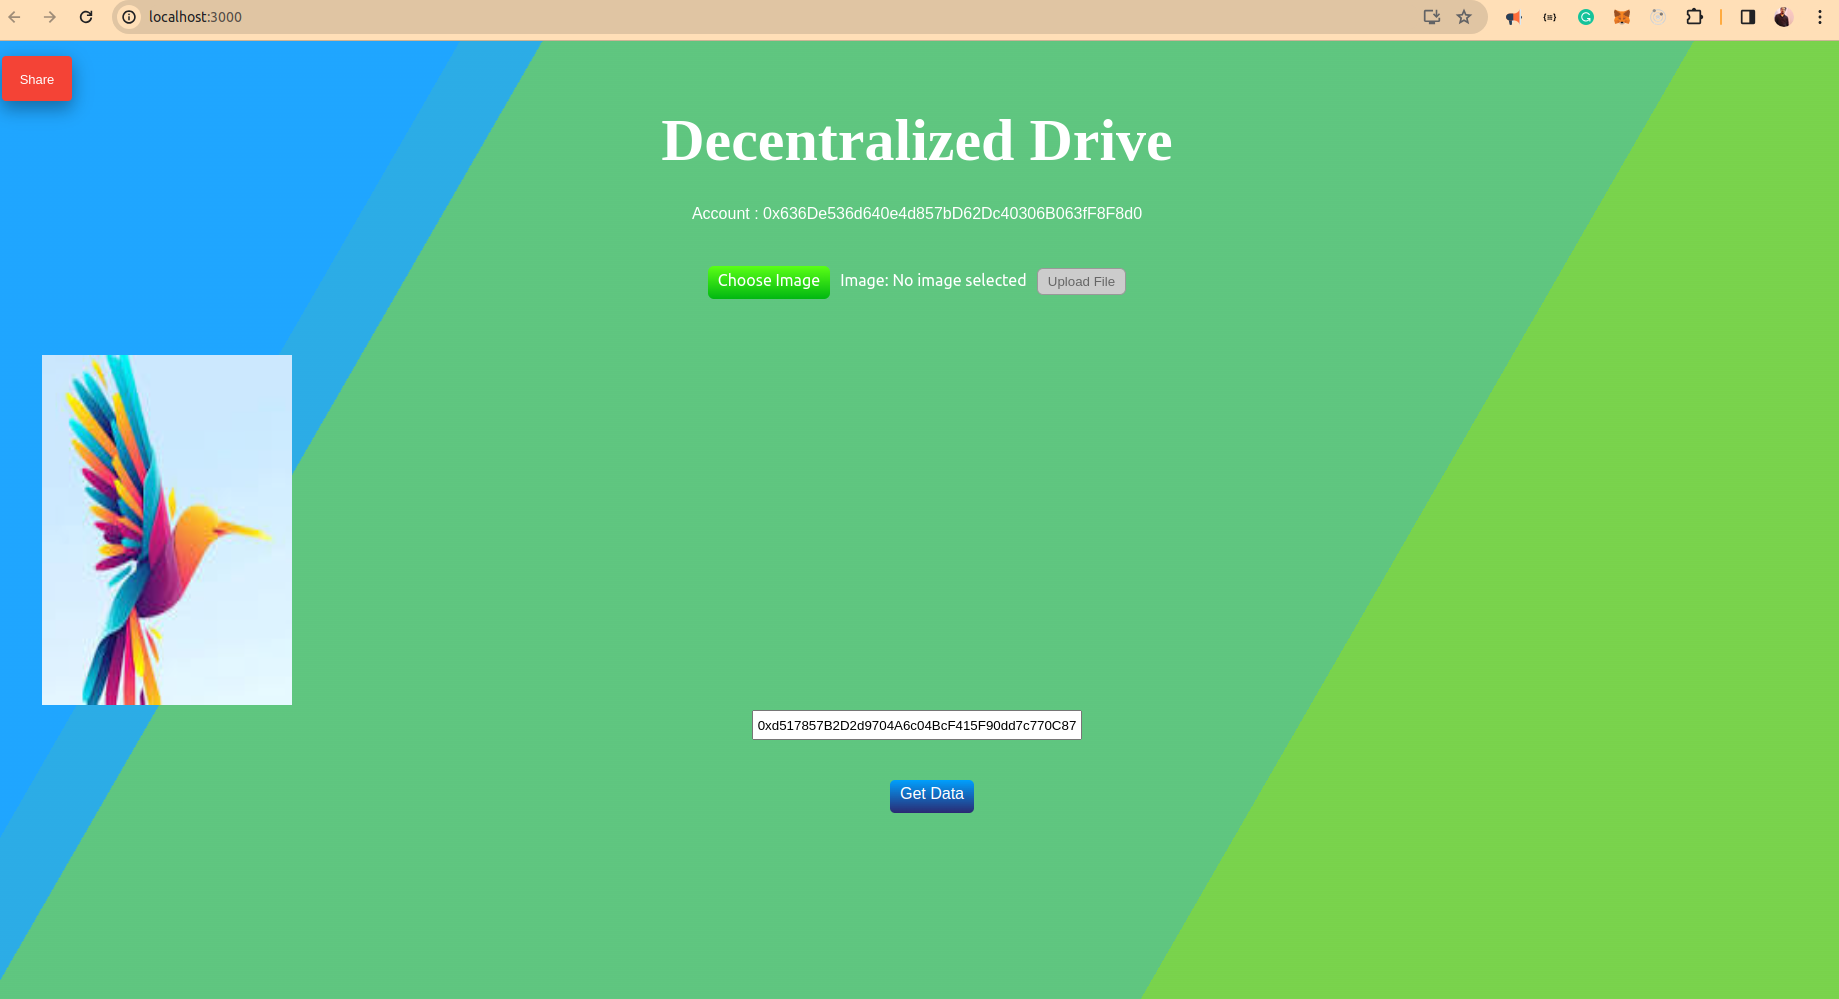 localhost:3000
Share
Decentralized Drive
Account : 0x636De536d640e4d857bD62Dc40306B063fF8F8d0
Choose Image Image: No image selected Upload File
0xd517857B2D2d9704A6c04BcF415F90dd7c770C87
Get Data